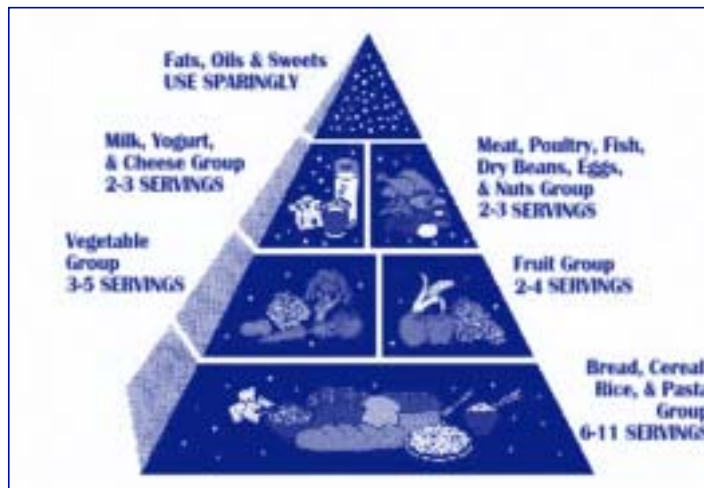 Fats, Oils & Sweets
USE SPARINGLY
Milk, Yogurt,
& Cheese Group
2-3 SERVINGS
Meat, Poultry, Fish,
Dry Beans, Eggs,
& Nuts Group
2-3 SERVINGS
Vegetable
Group
3-5 SERVINGS
Fruit Group
2-4 SERVINGS
Bread, Cereal,
Rice, & Pasta
Group
6-11 SERVINGS